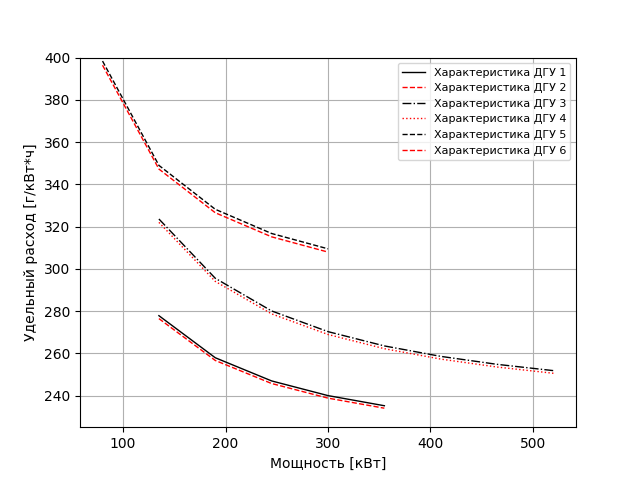 400
380
360
340
320
300
280
260
240
Удельный расход [г/кВт*ч]
Характеристика ДГУ 1
Характеристика ДГУ 2
Характеристика ДГУ 3
Характеристика ДГУ 4
Характеристика ДГУ 5
Характеристика ДГУ 6
100 200 300 400 500
Мощность [кВт]